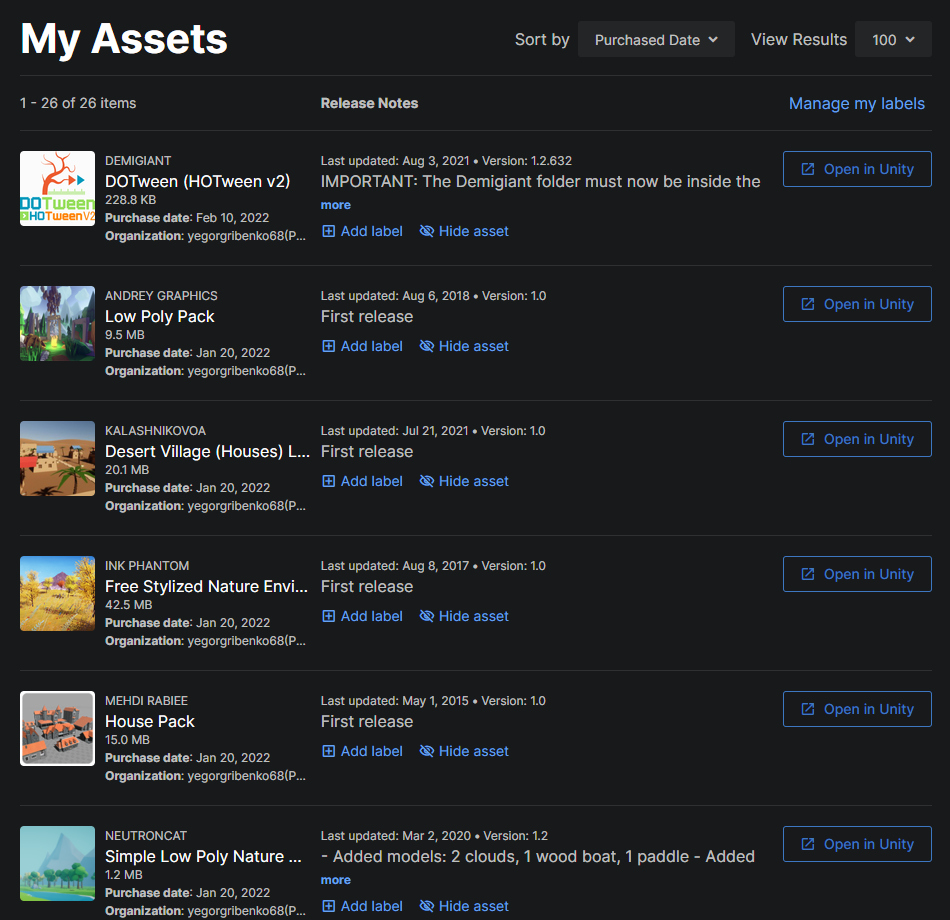 My Assets
Sort by
Purchased Date
View Results
100
1 - 26 of 26 items
Release Notes
Manage my labels
DOTween
HOTweenV2
DEMIGIANT
DOTween (HOTween v2)
228.8 KB
Purchase date: Feb 10, 2022
Organization: yegorgribenko68(P...
Last updated: Aug 3, 2021 • Version: 1.2.632
IMPORTANT: The Demigiant folder must now be inside the
more
Add label
Hide asset
Open in Unity
ANDREY GRAPHICS
Low Poly Pack
9.5 MB
Purchase date: Jan 20, 2022
Organization: yegorgribenko68(P...
Last updated: Aug 6, 2018 • Version: 1.0
First release
Add label
Hide asset
Open in Unity
KALASHNIKOVOA
Desert Village (Houses) L...
20.1 MB
Purchase date: Jan 20, 2022
Organization: yegorgribenko68(P...
Last updated: Jul 21, 2021 • Version: 1.0
First release
Add label
Hide asset
Open in Unity
INK PHANTOM
Free Stylized Nature Envi...
42.5 MB
Purchase date: Jan 20, 2022
Organization: yegorgribenko68(P...
Last updated: Aug 8, 2017 • Version: 1.0
First release
Add label
Hide asset
Open in Unity
MEHDI RABIEE
House Pack
15.0 MB
Purchase date: Jan 20, 2022
Organization: yegorgribenko68(P...
Last updated: May 1, 2015 • Version: 1.0
First release
Add label
Hide asset
Open in Unity
NEUTRONCAT
Simple Low Poly Nature ...
1.2 MB
Purchase date: Jan 20, 2022
Organization: yegorgribenko68(P...
Last updated: Mar 2, 2020 • Version: 1.2
- Added models: 2 clouds, 1 wood boat, 1 paddle - Added
more
Add label
Hide asset
Open in Unity